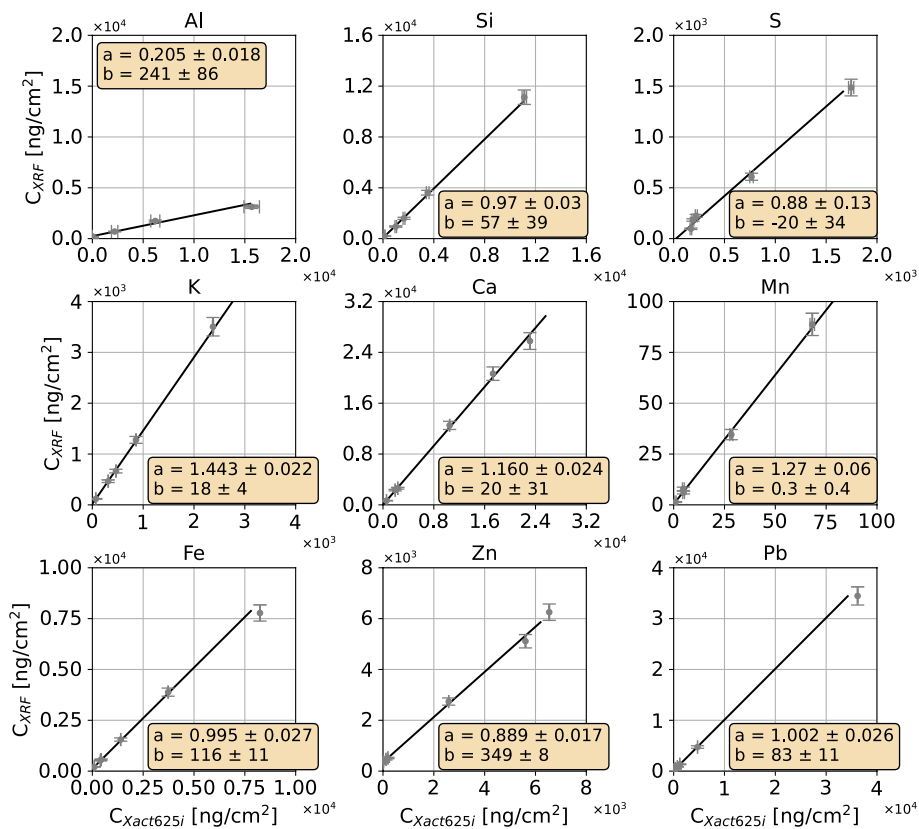 Al
×10⁴
C_XRF [ng/cm²]
2.0
1.5
1.0
0.5
0.0
a = 0.205 ± 0.018
b = 241 ± 86
0.0 0.5 1.0 1.5 2.0
×10⁴
Si
×10⁴
1.6
1.2
0.8
0.4
0.0
a = 0.97 ± 0.03
b = 57 ± 39
0.0 0.4 0.8 1.2 1.6
×10⁴
S
×10³
2.0
1.5
1.0
0.5
0.0
a = 0.88 ± 0.13
b = -20 ± 34
0.0 0.5 1.0 1.5 2.0
×10³
K
×10³
C_XRF [ng/cm²]
4
3
2
1
0
a = 1.443 ± 0.022
b = 18 ± 4
0 1 2 3 4
×10³
Ca
×10⁴
3.2
2.4
1.6
0.8
0.0
a = 1.160 ± 0.024
b = 20 ± 31
0.0 0.8 1.6 2.4 3.2
×10⁴
Mn
100
75
50
25
0
a = 1.27 ± 0.06
b = 0.3 ± 0.4
0 25 50 75 100
Fe
×10⁴
C_XRF [ng/cm²]
1.00
0.75
0.50
0.25
0.00
a = 0.995 ± 0.027
b = 116 ± 11
0.00 0.25 0.50 0.75 1.00
×10⁴
C_Xact625i [ng/cm²]
Zn
×10³
8
6
4
2
0
a = 0.889 ± 0.017
b = 349 ± 8
0 2 4 6 8
×10³
C_Xact625i [ng/cm²]
Pb
×10⁴
4
3
2
1
0
a = 1.002 ± 0.026
b = 83 ± 11
0 1 2 3 4
×10⁴
C_Xact625i [ng/cm²]